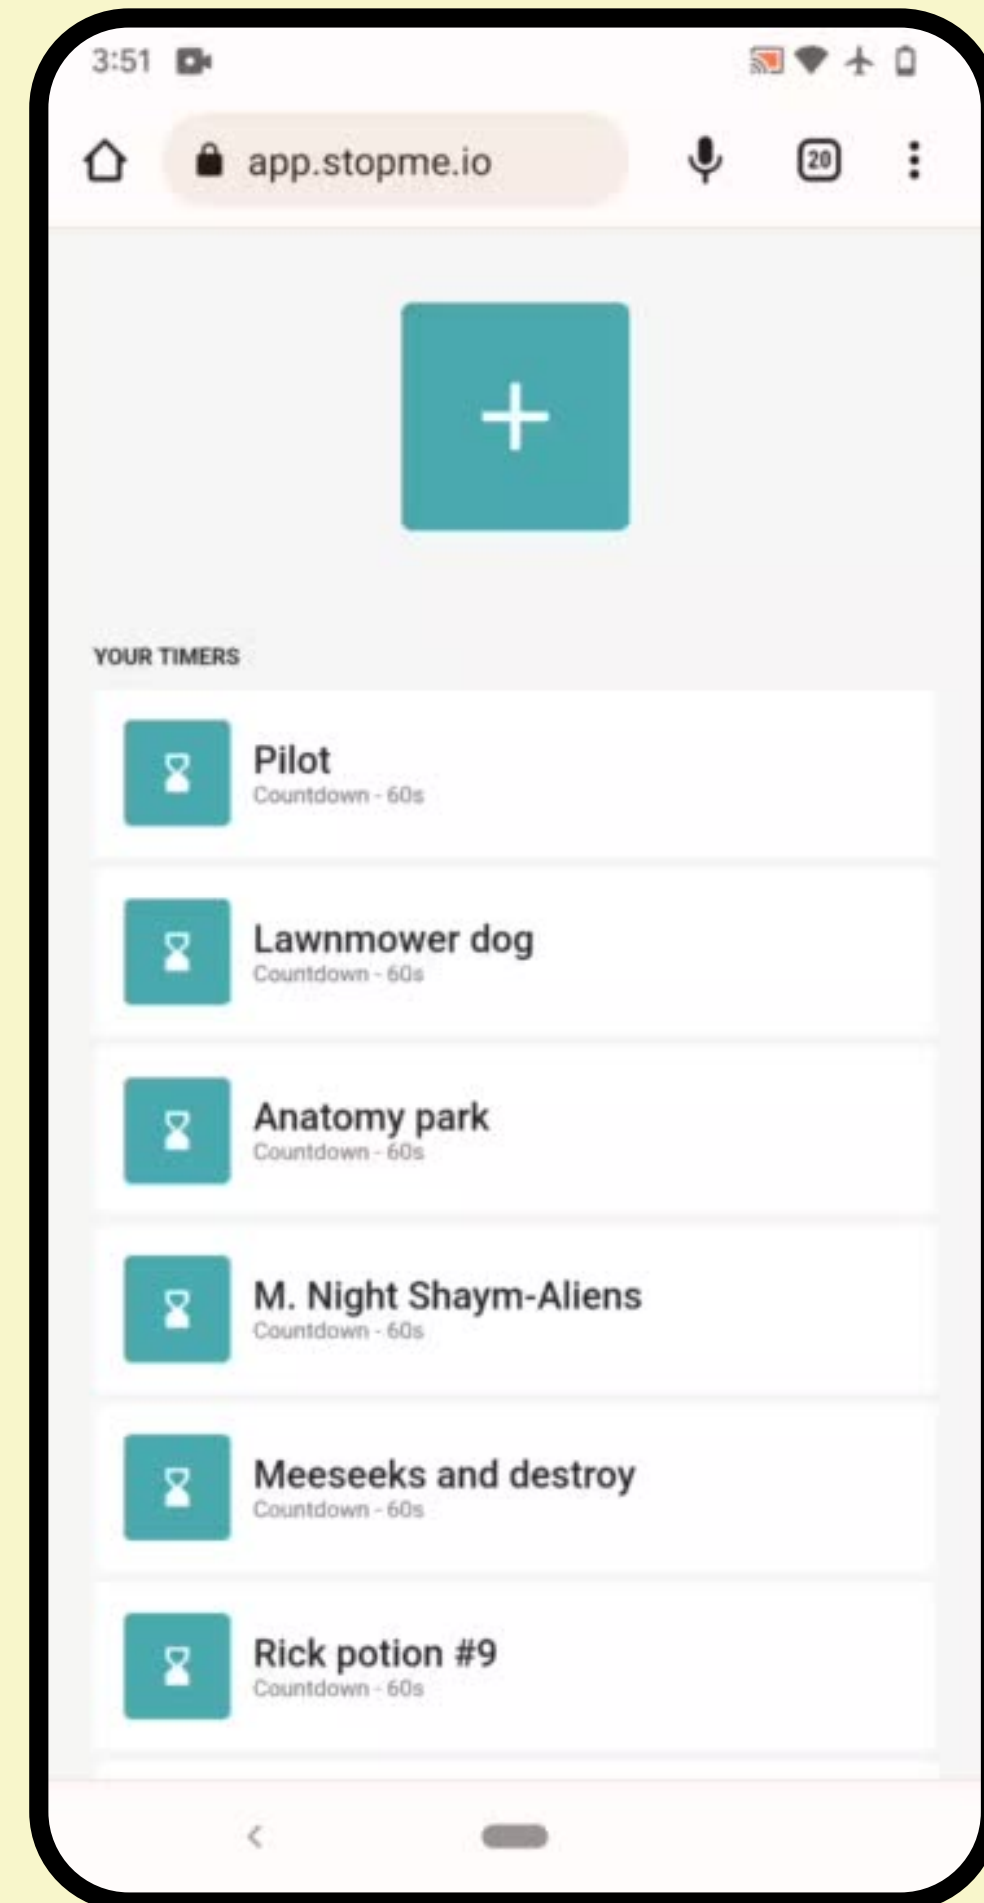 3:51
app.stopme.io
20
YOUR TIMERS
Pilot
Countdown - 60s
Lawnmower dog
Countdown - 60s
Anatomy park
Countdown - 60s
M. Night Shaym-Aliens
Countdown - 60s
Meeseeks and destroy
Countdown - 60s
Rick potion #9
Countdown - 60s